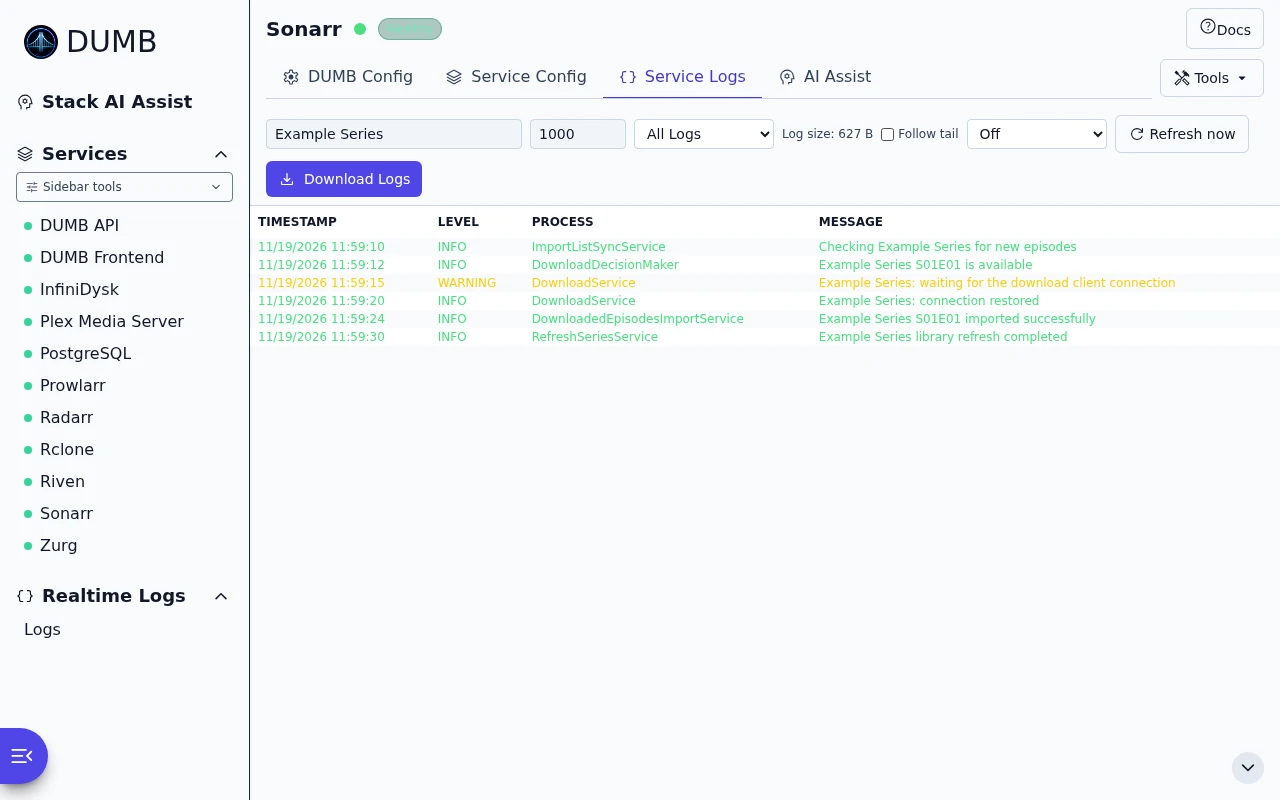 DUMB
Stack AI Assist
Services
Sidebar tools
DUMB API
DUMB Frontend
InfiniDysk
Plex Media Server
PostgreSQL
Prowlarr
Radarr
Rclone
Riven
Sonarr
Zurg
Realtime Logs
Logs
Sonarr
Docs
DUMB Config Service Config Service Logs AI Assist Tools
Example Series 1000 All Logs Log size: 627 B Follow tail Off Refresh now
Download Logs
TIMESTAMP LEVEL PROCESS MESSAGE
11/19/2026 11:59:10 INFO ImportListSyncService Checking Example Series for new episodes
11/19/2026 11:59:12 INFO DownloadDecisionMaker Example Series S01E01 is available
11/19/2026 11:59:15 WARNING DownloadService Example Series: waiting for the download client connection
11/19/2026 11:59:20 INFO DownloadService Example Series: connection restored
11/19/2026 11:59:24 INFO DownloadedEpisodesImportService Example Series S01E01 imported successfully
11/19/2026 11:59:30 INFO RefreshSeriesService Example Series library refresh completed